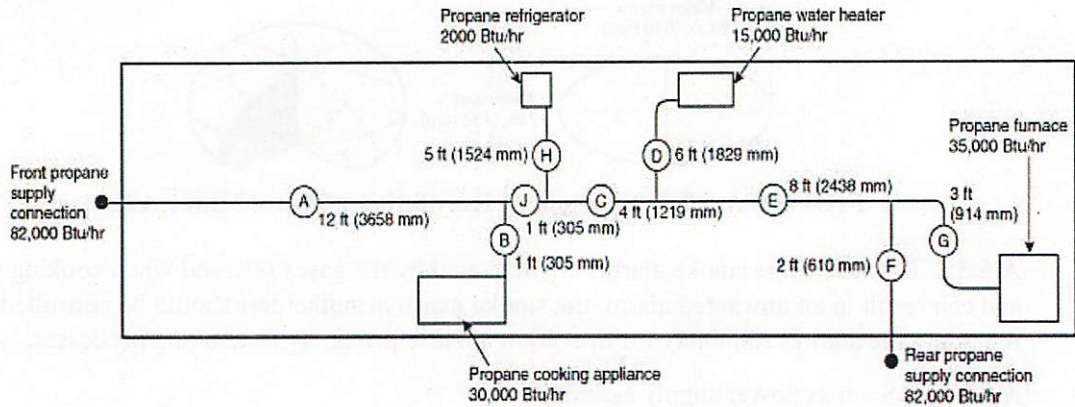 Propane refrigerator
2000 Btu/hr
Propane water heater
15,000 Btu/hr
Propane furnace
35,000 Btu/hr
Front propane
supply
connection
82,000 Btu/hr
5 ft (1524 mm)
H
D
6 ft (1829 mm)
A
12 ft (3658 mm)
J
1 ft (305 mm)
C
4 ft (1219 mm)
E
8 ft (2438 mm)
3 ft
(914 mm)
B
1 ft (305 mm)
G
2 ft (610 mm)
F
Propane cooking appliance
30,000 Btu/hr
Rear propane
supply connection
82,000 Btu/hr